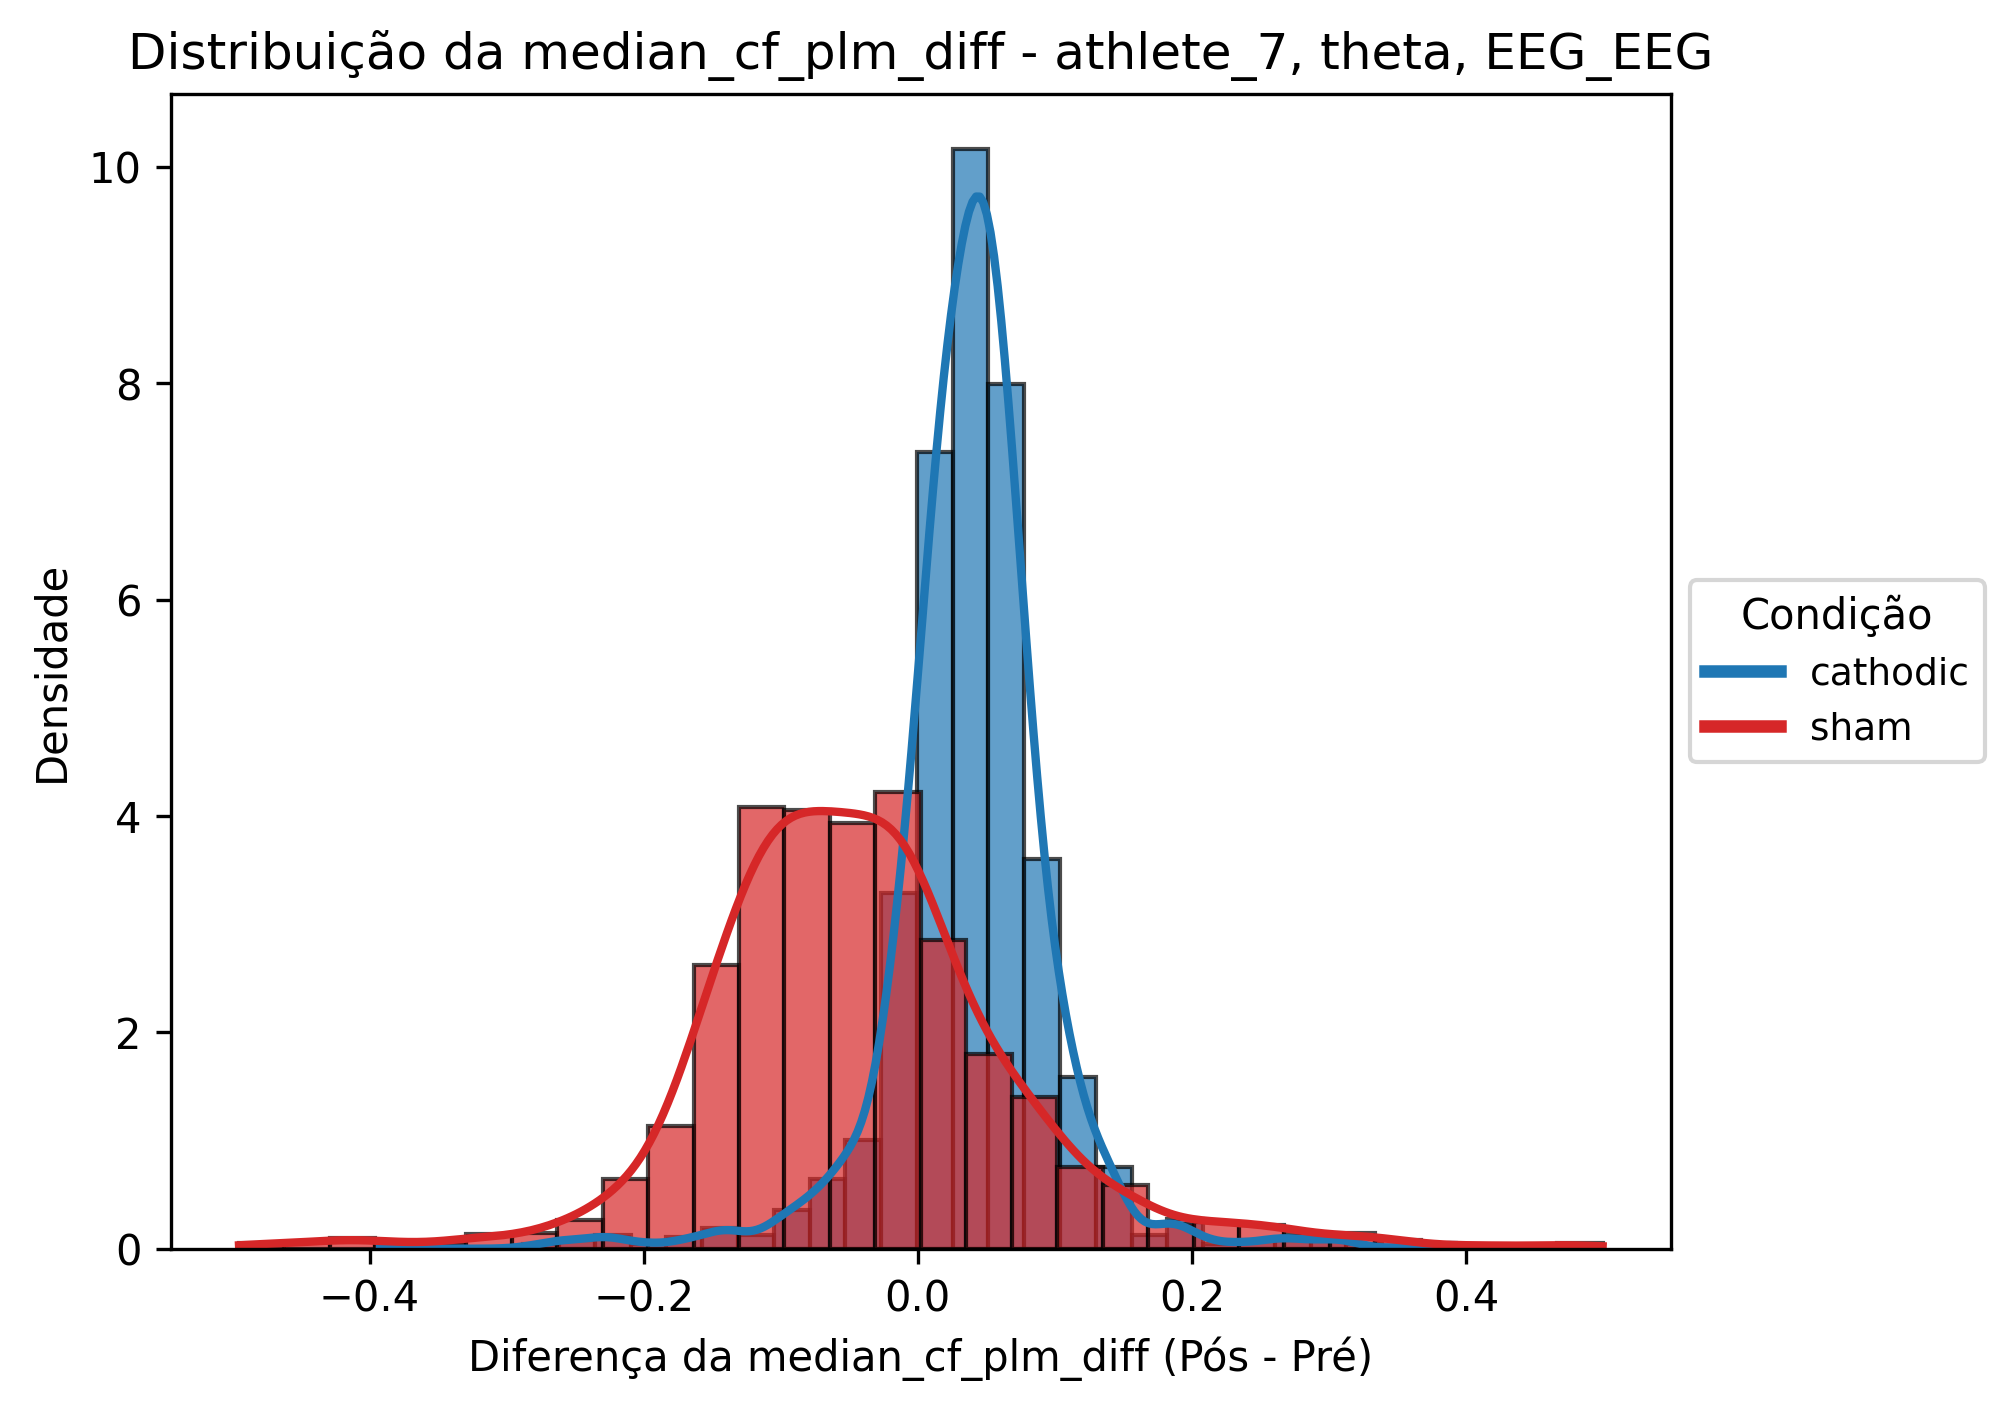 Distribuição da median_cf_plm_diff - athlete_7, theta, EEG_EEG
10
8
6
4
2
0
Densidade
−0.4
−0.2
0.0
0.2
0.4
Diferença da median_cf_plm_diff (Pós - Pré)
Condição
cathodic
sham